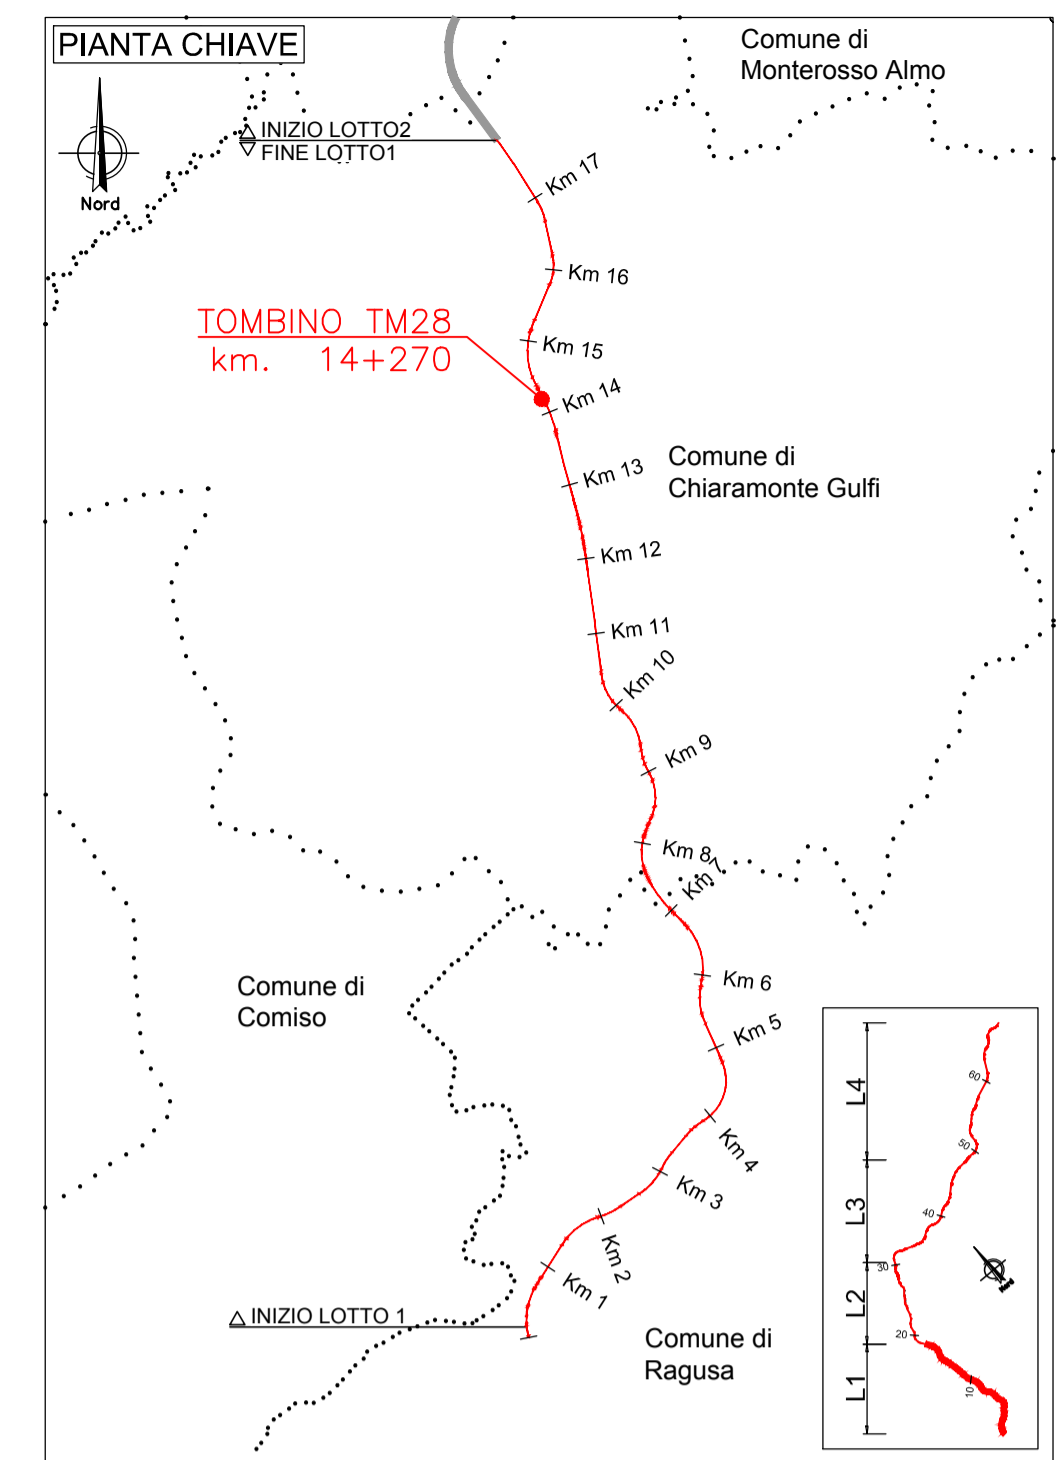 PIANTA CHIAVE
Comune di
Monterosso Almo
Nord
INIZIO LOTTO2
FINE LOTTO1
Km 17
Km 16
TOMBINO TM28
km. 14+270
Km 15
Km 14
Comune di
Chiaramonte Gulfi
Km 13
Km 12
Km 11
Km 10
Km 9
Km 8
Km 7
Comune di
Comiso
Km 6
Km 5
Km 4
Km 3
Km 2
Km 1
INIZIO LOTTO 1
Comune di
Ragusa
L4
L3
L2
L1
60
50
40
30
20
10
Nord